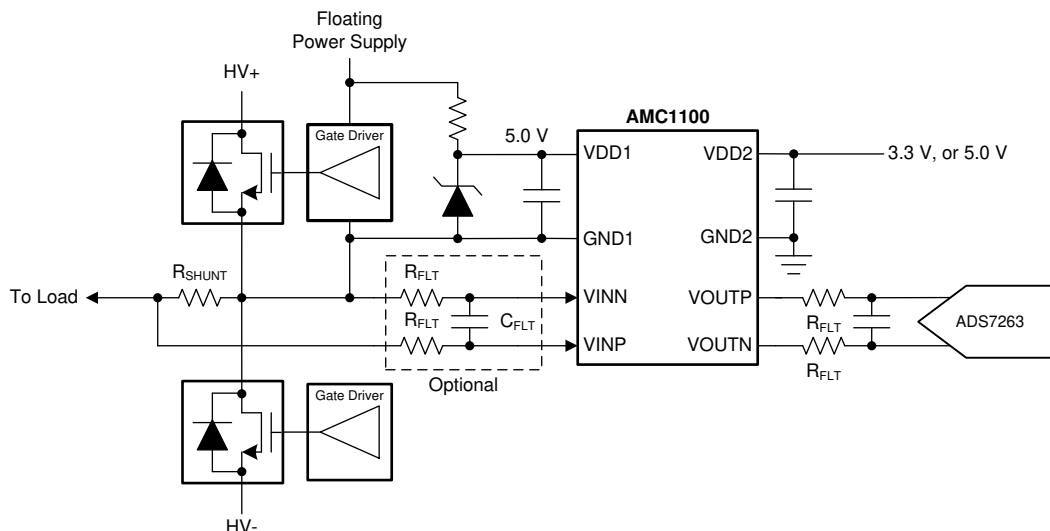 Floating
Power Supply
HV+
Gate Driver
5.0 V
AMC1100
VDD1
VDD2
3.3 V, or 5.0 V
GND1
GND2
RSHUNT
To Load
RFLT
VINN
VOUTP
RFLT
CFLT
RFLT
ADS7263
VINP
VOUTN
RFLT
Optional
Gate Driver
HV-